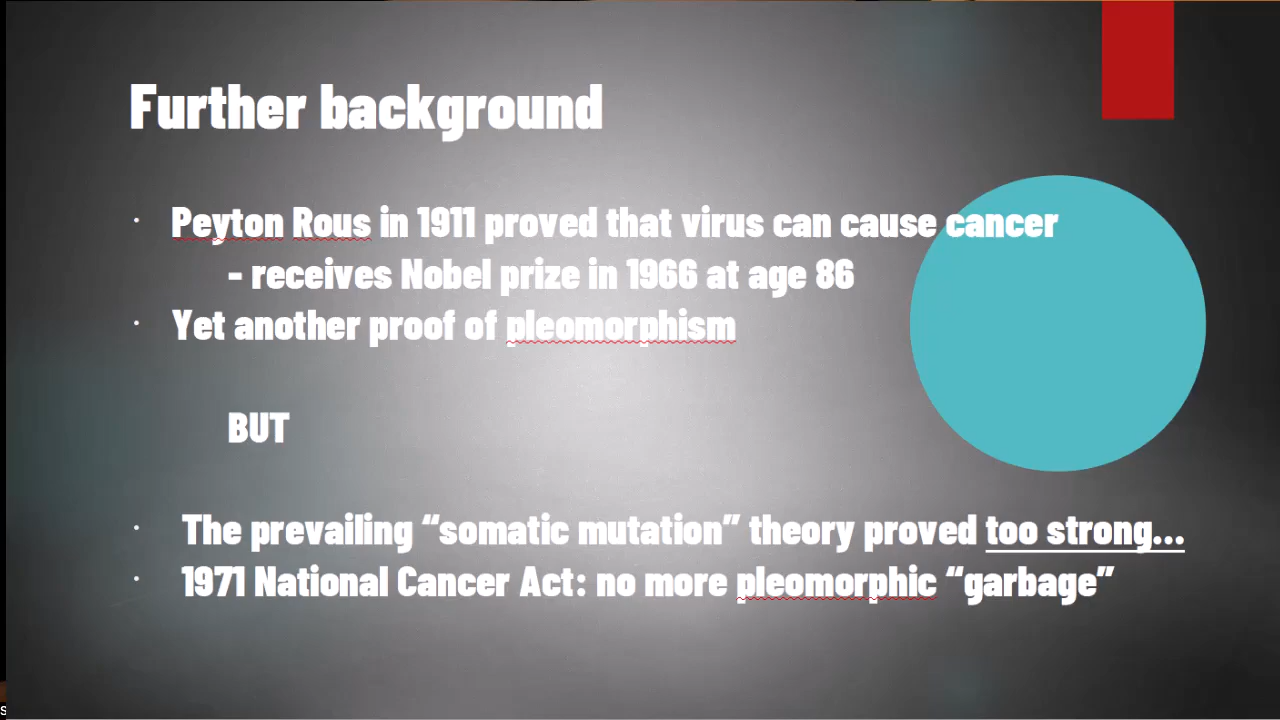 Further background
· Peyton Rous in 1911 proved that virus can cause cancer
- receives Nobel prize in 1966 at age 86
· Yet another proof of pleomorphism
BUT
· The prevailing “somatic mutation” theory proved too strong...
· 1971 National Cancer Act: no more pleomorphic “garbage”
S